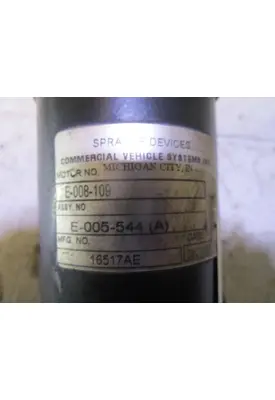 SPRA DEVICES
COMMERCIAL VEHICLE SYSTEMS
MOTOR NO. MICHIGAN CITY, IN
E-008-109
ASSY NO
E-005-544 (A)
MFG. NO.
16517AE